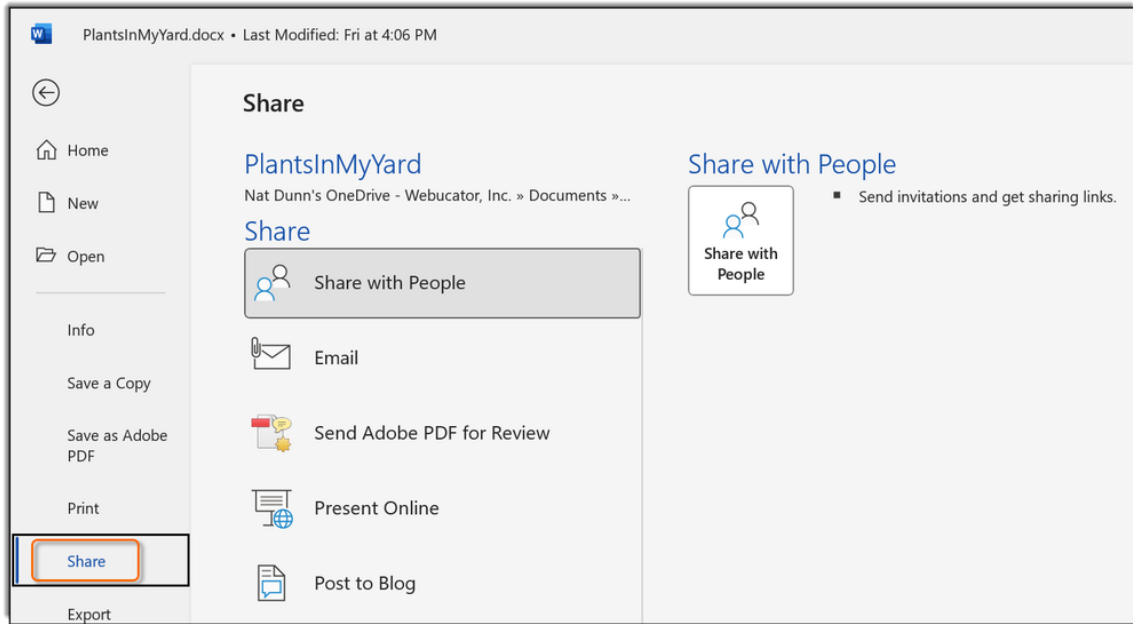 W
PlantsInMyYard.docx • Last Modified: Fri at 4:06 PM
Home
New
Open
Info
Save a Copy
Save as Adobe
PDF
Print
Share
Export
Share
PlantsInMyYard
Nat Dunn's OneDrive - Webucator, Inc. » Documents »...
Share
Share with People
Email
Send Adobe PDF for Review
Present Online
Post to Blog
Share with People
Share with
People
▪ Send invitations and get sharing links.